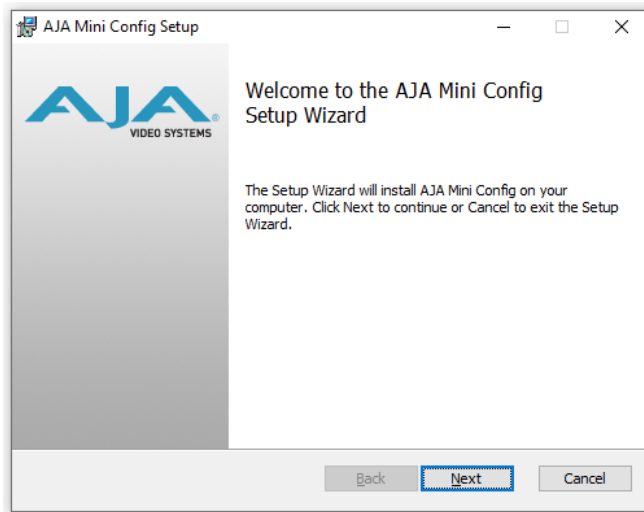 AJA Mini Config Setup
AJA
VIDEO SYSTEMS
Welcome to the AJA Mini Config
Setup Wizard
The Setup Wizard will install AJA Mini Config on your
computer. Click Next to continue or Cancel to exit the Setup
Wizard.
Back
Next
Cancel